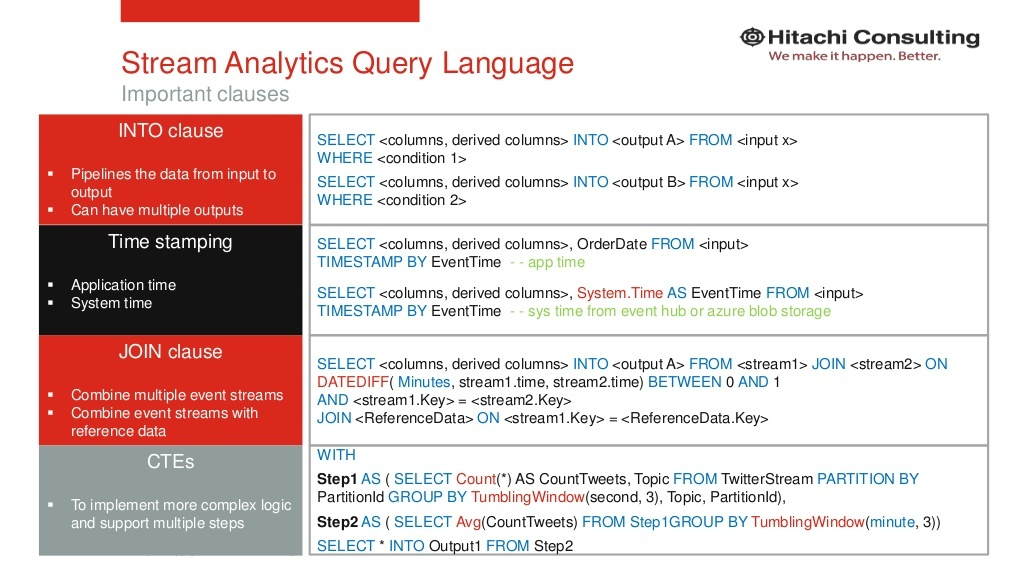 Hitachi Consulting
We make it happen. Better.
Stream Analytics Query Language
Important clauses
INTO clause
▪ Pipelines the data from input to
output
▪ Can have multiple outputs
SELECT <columns, derived columns> INTO <output A> FROM <input x>
WHERE <condition 1>
SELECT <columns, derived columns> INTO <output B> FROM <input x>
WHERE <condition 2>
Time stamping
▪ Application time
▪ System time
SELECT <columns, derived columns>, OrderDate FROM <input>
TIMESTAMP BY EventTime - - app time
SELECT <columns, derived columns>, System.Time AS EventTime FROM <input>
TIMESTAMP BY EventTime - - sys time from event hub or azure blob storage
JOIN clause
▪ Combine multiple event streams
▪ Combine event streams with
reference data
SELECT <columns, derived columns> INTO <output A> FROM <stream1> JOIN <stream2> ON
DATEDIFF( Minutes, stream1.time, stream2.time) BETWEEN 0 AND 1
AND <stream1.Key> = <stream2.Key>
JOIN <ReferenceData> ON <stream1.Key> = <ReferenceData.Key>
CTEs
▪ To implement more complex logic
and support multiple steps
WITH
Step1 AS ( SELECT Count(*) AS CountTweets, Topic FROM TwitterStream PARTITION BY
PartitionId GROUP BY TumblingWindow(second, 3), Topic, PartitionId),
Step2 AS ( SELECT Avg(CountTweets) FROM Step1GROUP BY TumblingWindow(minute, 3))
SELECT * INTO Output1 FROM Step2